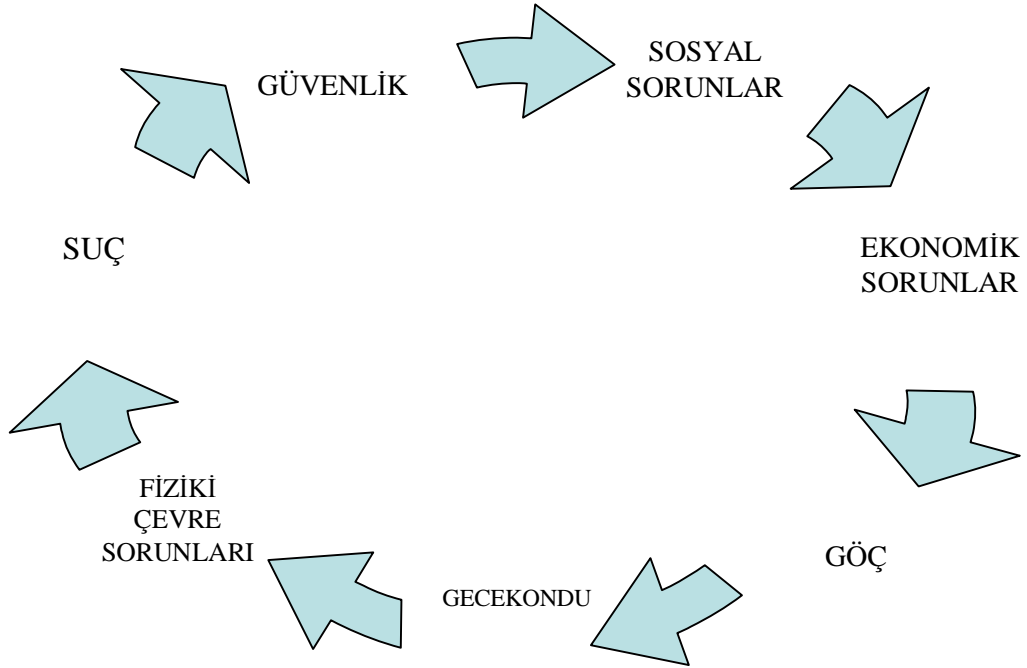 GÜVENLİK
SOSYAL
SORUNLAR
EKONOMİK
SORUNLAR
GÖÇ
GECEKONDU
FİZİKİ
ÇEVRE
SORUNLARI
SUÇ